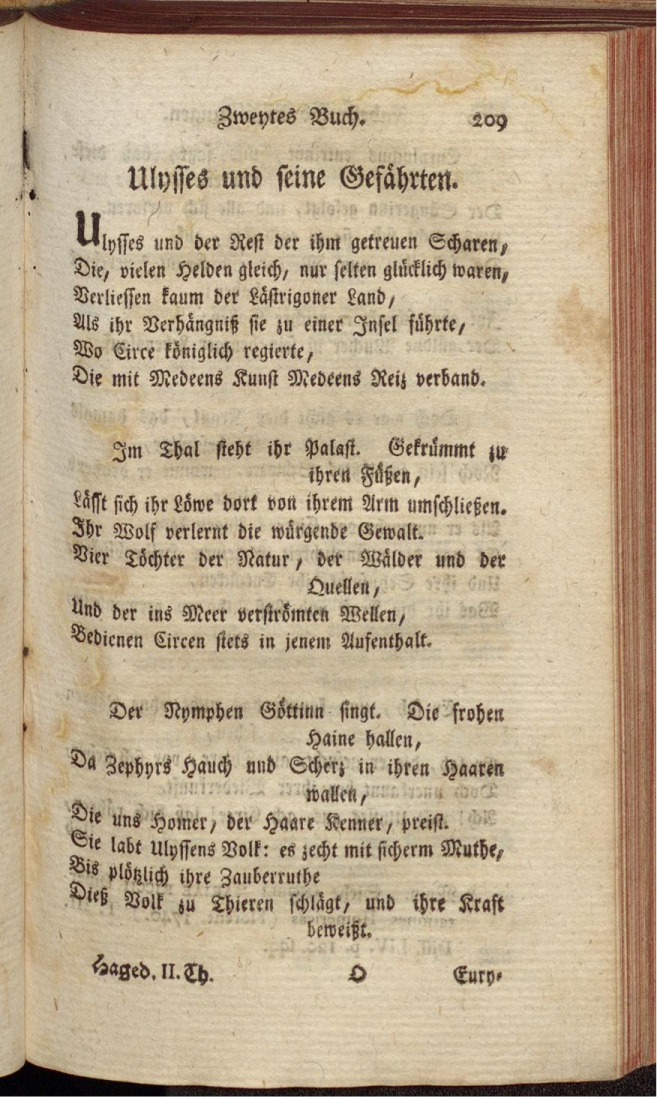 Zweytes Buch. 209
Ulysses und seine Gefährten.
Ulysses und der Rest der ihm getreuen Scharen,
Die, vielen Helden gleich, nur selten glücklich waren,
Verliessen kaum der Lästrigoner Land,
Als ihr Verhängniß sie zu einer Insel führte,
Wo Circe königlich regierte,
Die mit Medeens Kunst Medeens Reiz verband.
Im Thal steht ihr Palast. Gekrümmt zu
ihren Füßen,
Läſſt sich ihr Löwe dort von ihrem Arm umschließen.
Ihr Wolf verlernt die würgende Gewalt.
Vier Töchter der Natur, der Wälder und der
Quellen,
Und der ins Meer verströmten Wellen,
Bedienen Circen stets in jenem Aufenthalt.
Der Nymphen Göttinn singt. Die frohen
Haine hallen,
Da Zephyrs Hauch und Scherz in ihren Haaren
wallen,
Die uns Homer, der Haare Kenner, preist.
Sie labt Ulyssens Volk: es zecht mit sicherm Muthe,
Bis plötzlich ihre Zauberruthe
Dieß Volk zu Thieren schlägt, und ihre Kraft
beweißt.
Haged. II. Th. O Eury-